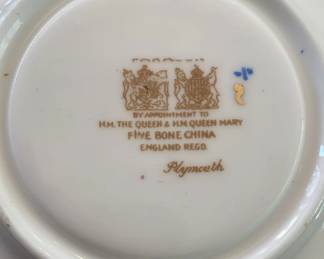 BY APPOINTMENT TO
H.M. THE QUEEN & H.M. QUEEN MARY
FINE BONE CHINA
ENGLAND REGD.
Plymouth